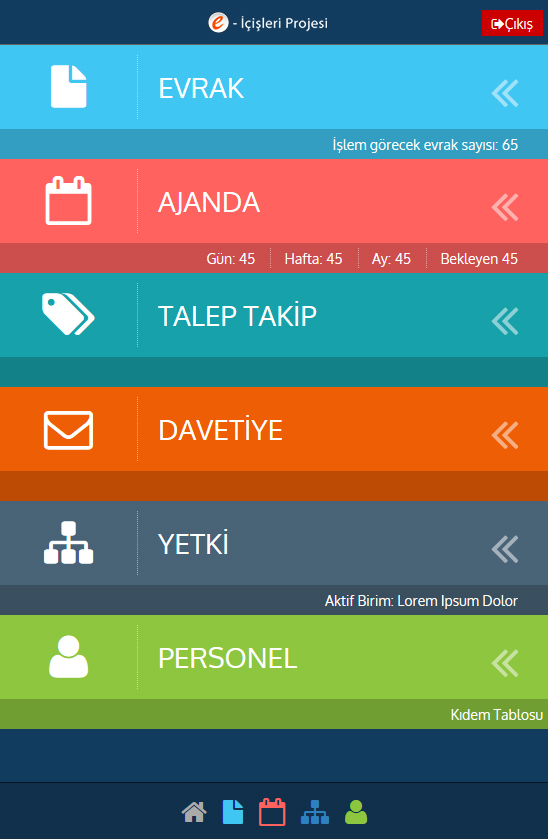 e - İçişleri Projesi
Çıkış
EVRAK
İşlem görecek evrak sayısı: 65
AJANDA
Gün: 45 Hafta: 45 Ay: 45 Bekleyen 45
TALEP TAKİP
DAVETİYE
YETKİ
Aktif Birim: Lorem Ipsum Dolor
PERSONEL
Kıdem Tablosu